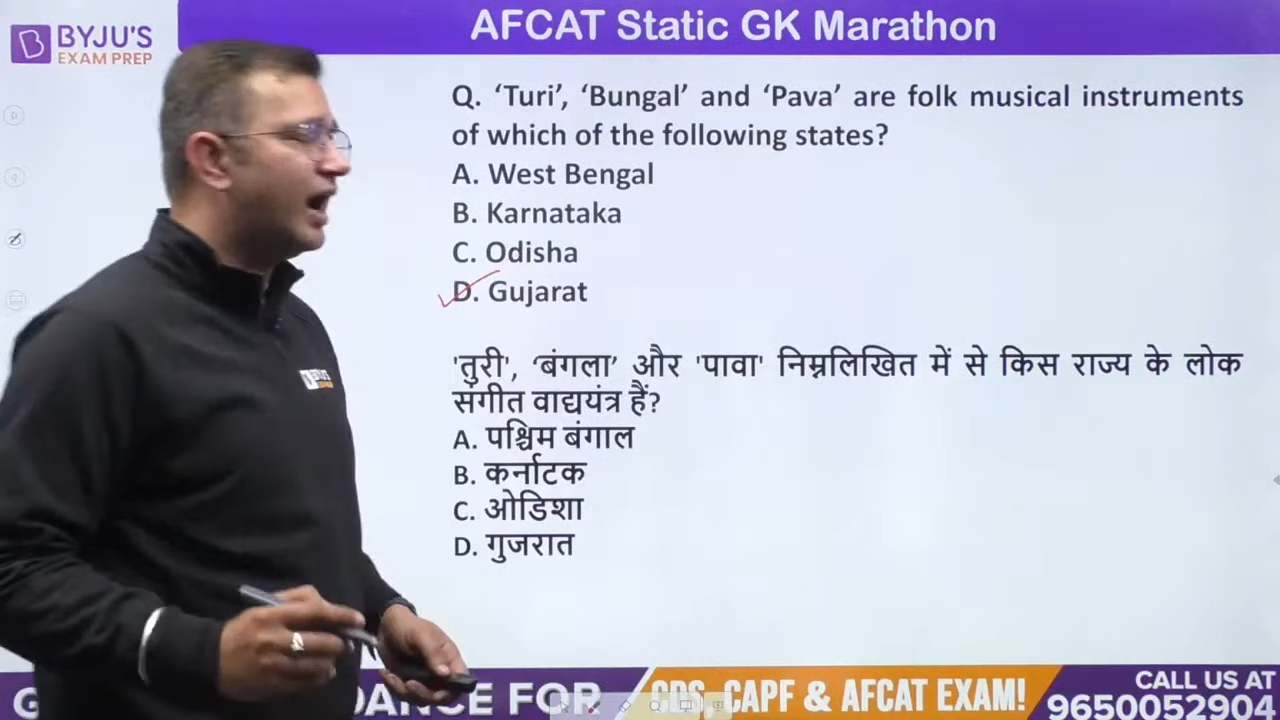 BYJU'S
EXAM PREP
AFCAT Static GK Marathon
Q. ‘Turi’, ‘Bungal’ and ‘Pava’ are folk musical instruments
of which of the following states?
A. West Bengal
B. Karnataka
C. Odisha
D. Gujarat
'तुरी', ‘बंगला’ और 'पावा' निम्नलिखित में से किस राज्य के लोक
संगीत वाद्ययंत्र हैं?
A. पश्चिम बंगाल
B. कर्नाटक
C. ओडिशा
D. गुजरात
FOR
CDS, CAPF & AFCAT EXAM!
CALL US AT
9650052904